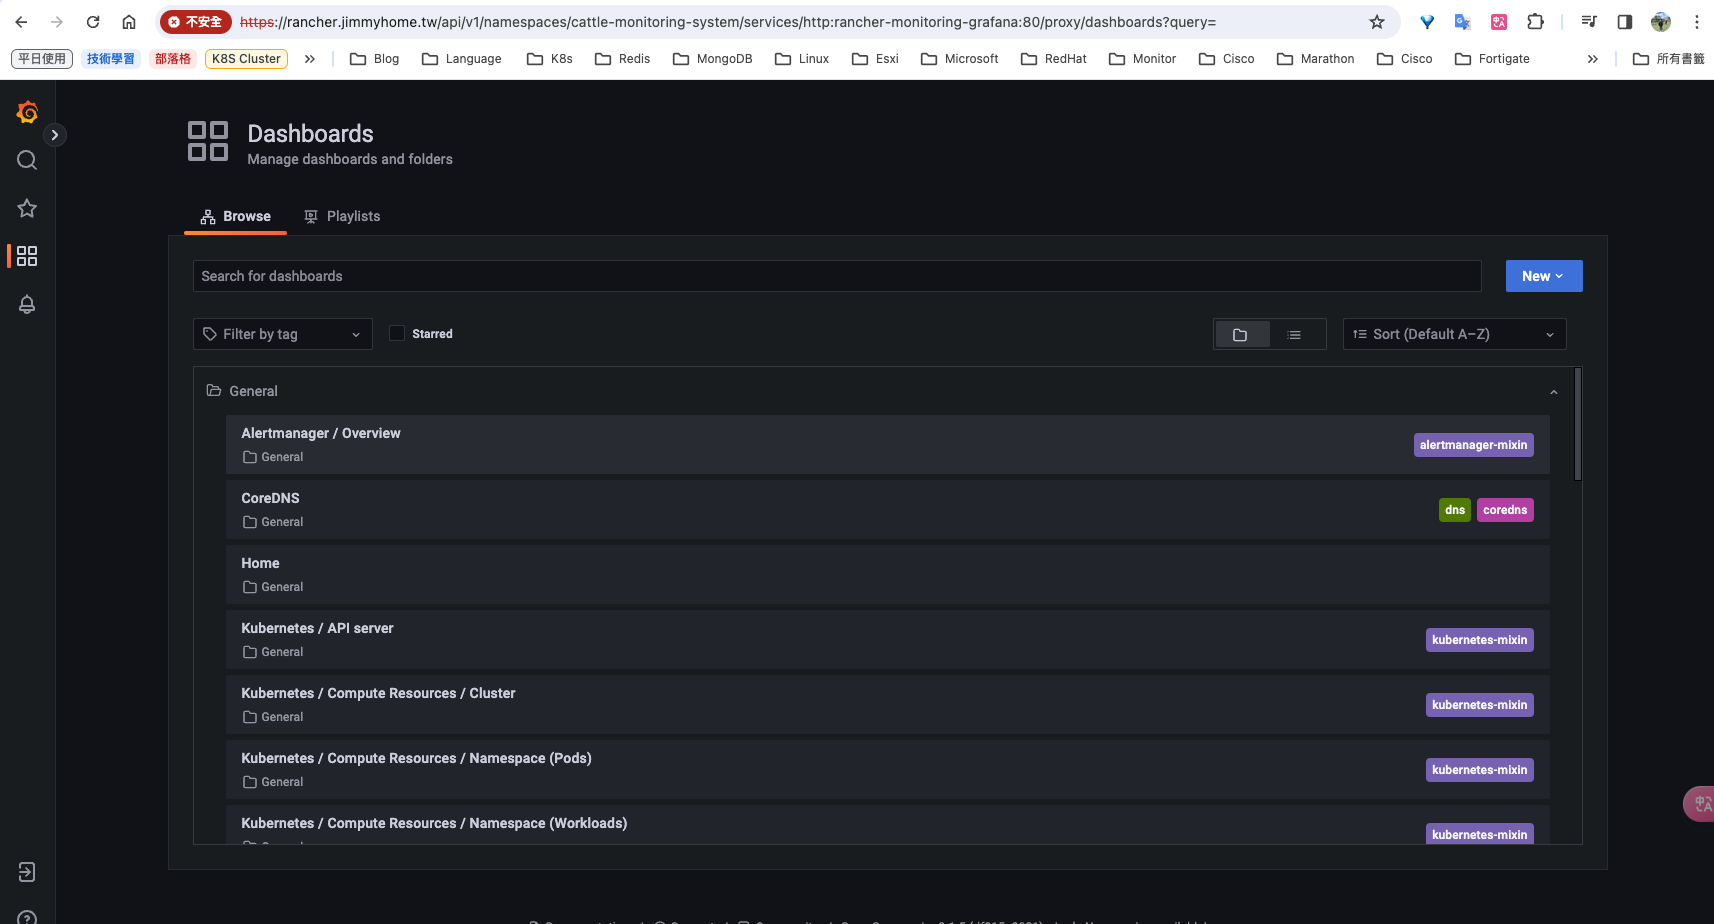 不安全 https://rancher.jimmyhome.tw/api/v1/namespaces/cattle-monitoring-system/services/http:rancher-monitoring-grafana:80/proxy/dashboards?query=
平日使用 技術學習 部落格 K8S Cluster » Blog Language K8s Redis MongoDB Linux Esxi Microsoft RedHat Monitor Cisco Marathon Cisco Fortigate » 所有書籤
Dashboards
Manage dashboards and folders
Browse Playlists
Search for dashboards New
Filter by tag Starred Sort (Default A–Z)
General
Alertmanager / Overview
General
alertmanager-mixin
CoreDNS
General
dns coredns
Home
General
Kubernetes / API server
General
kubernetes-mixin
Kubernetes / Compute Resources / Cluster
General
kubernetes-mixin
Kubernetes / Compute Resources / Namespace (Pods)
General
kubernetes-mixin
Kubernetes / Compute Resources / Namespace (Workloads)
kubernetes-mixin